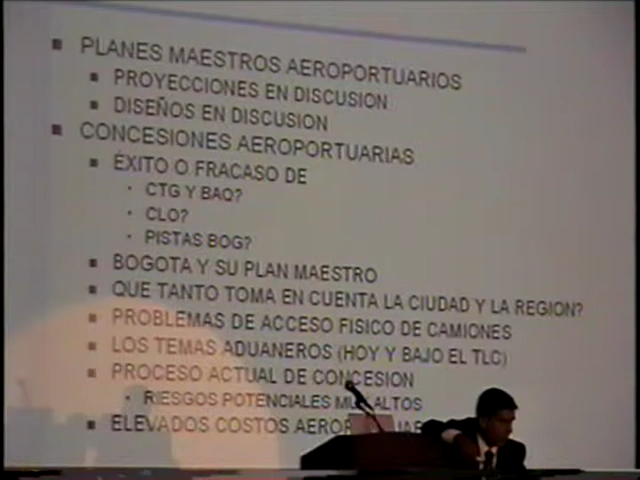 PLANES MAESTROS AEROPORTUARIOS
PROYECCIONES EN DISCUSION
DISEÑOS EN DISCUSION
CONCESIONES AEROPORTUARIAS
ÉXITO O FRACASO DE
CTG Y BAQ?
CLO?
PISTAS BOG?
BOGOTA Y SU PLAN MAESTRO
QUE TANTO TOMA EN CUENTA LA CIUDAD Y LA REGION?
PROBLEMAS DE ACCESO FISICO DE CAMIONES
LOS TEMAS ADUANEROS (HOY Y BAJO EL TLC)
PROCESO ACTUAL DE CONCESION
RIESGOS POTENCIALES MUY ALTOS
ELEVADOS COSTOS